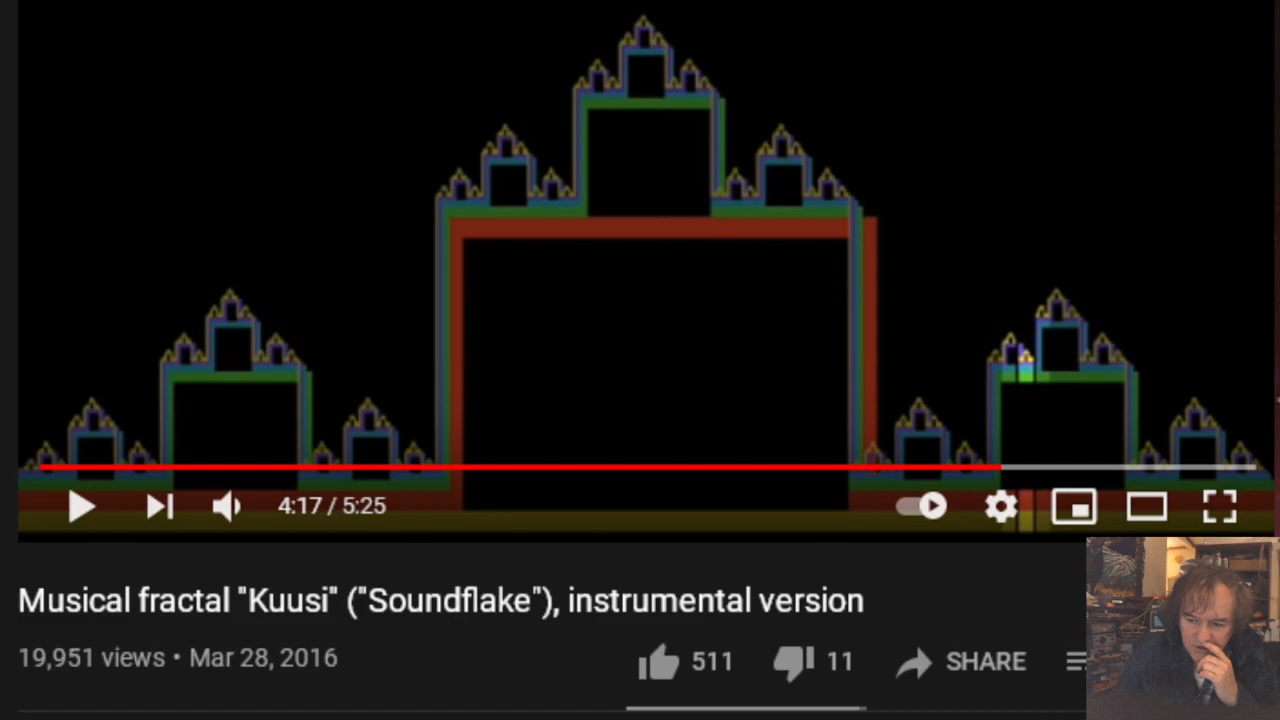 4:17 / 5:25
Musical fractal "Kuusi" ("Soundflake"), instrumental version
19,951 views • Mar 28, 2016
511
11
SHARE